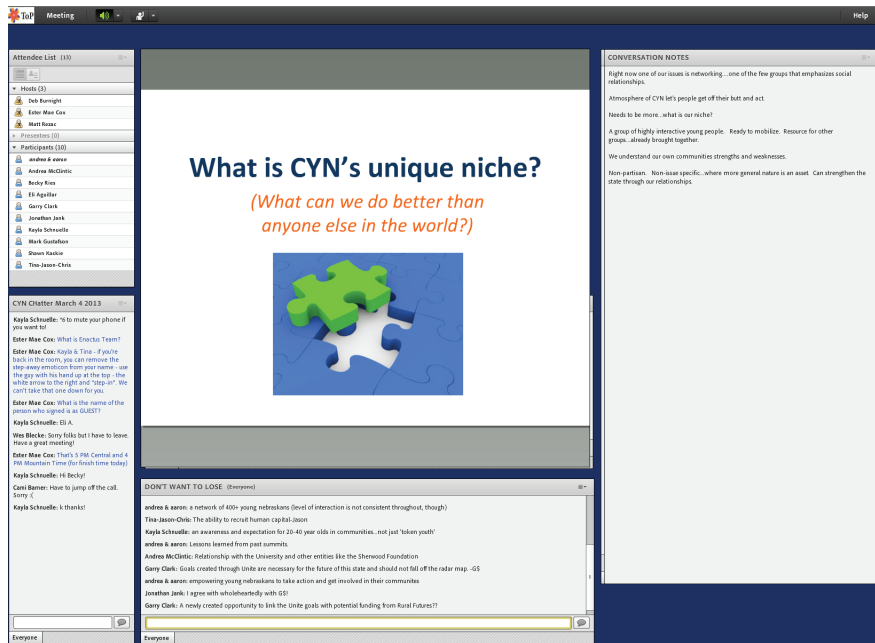 ToP Meeting Help
Attendee List (13)
Hosts (3)
Deb Burnight
Ester Mae Cox
Matt Rezac
Presenters (0)
Participants (10)
andrea & aaron
Andrea McClintic
Becky Ries
Eli Aguillar
Garry Clark
Jonathan Jank
Kayla Schnuelle
Mark Gustafson
Shawn Kaskie
Tina-Jason-Chris
CYN CHatter March 4 2013
Kayla Schnuelle: *6 to mute your phone if
you want to!
Ester Mae Cox: What is Enactus Team?
Ester Mae Cox: Kayla & Tina - if you're
back in the room, you can remove the
step-away emoticon from your name - use
the guy with his hand up at the top - the
white arrow to the right and "step-in". We
can't take that one down for you.
Ester Mae Cox: What is the name of the
person who signed is as GUEST?
Kayla Schnuelle: Eli A.
Wes Blecke: Sorry folks but I have to leave.
Have a great meeting!
Ester Mae Cox: That's 5 PM Central and 4
PM Mountain Time (for finish time today)
Kayla Schnuelle: Hi Becky!
Cami Bamer: Have to jump off the call.
Sorry :(
Kayla Schnuelle: k thanks!
Everyone
What is CYN's unique niche?
(What can we do better than
anyone else in the world?)
DON'T WANT TO LOSE (Everyone)
andrea & aaron: a network of 400+ young nebraskans (level of interaction is not consistent throughout, though)
Tina-Jason-Chris: The ability to recruit human capital-Jason
Kayla Schnuelle: an awareness and expectation for 20-40 year olds in communities...not just 'token youth'
andrea & aaron: Lessons learned from past summits.
Andrea McClintic: Relationship with the University and other entities like the Sherwood Foundation
Garry Clark: Goals created through Unite are necessary for the future of this state and should not fall off the radar map. -G$
andrea & aaron: empowering young nebraskans to take action and get involved in their communites
Jonathan Jank: I agree with wholeheartedly with G$!
Garry Clark: A newly created opportunity to link the Unite goals with potential funding from Rural Futures??
Everyone
CONVERSATION NOTES
Right now one of our issues is networking....one of the few groups that emphasizes social
relationships.
Atmosphere of CYN let's people get off their butt and act.
Needs to be more...what is our niche?
A group of highly interactive young people. Ready to mobilize. Resource for other
groups...already brought together.
We understand our own communities strengths and weaknesses.
Non-partisan. Non-issue specific...where more general nature is an asset Can strengthen the
state through our relationships.